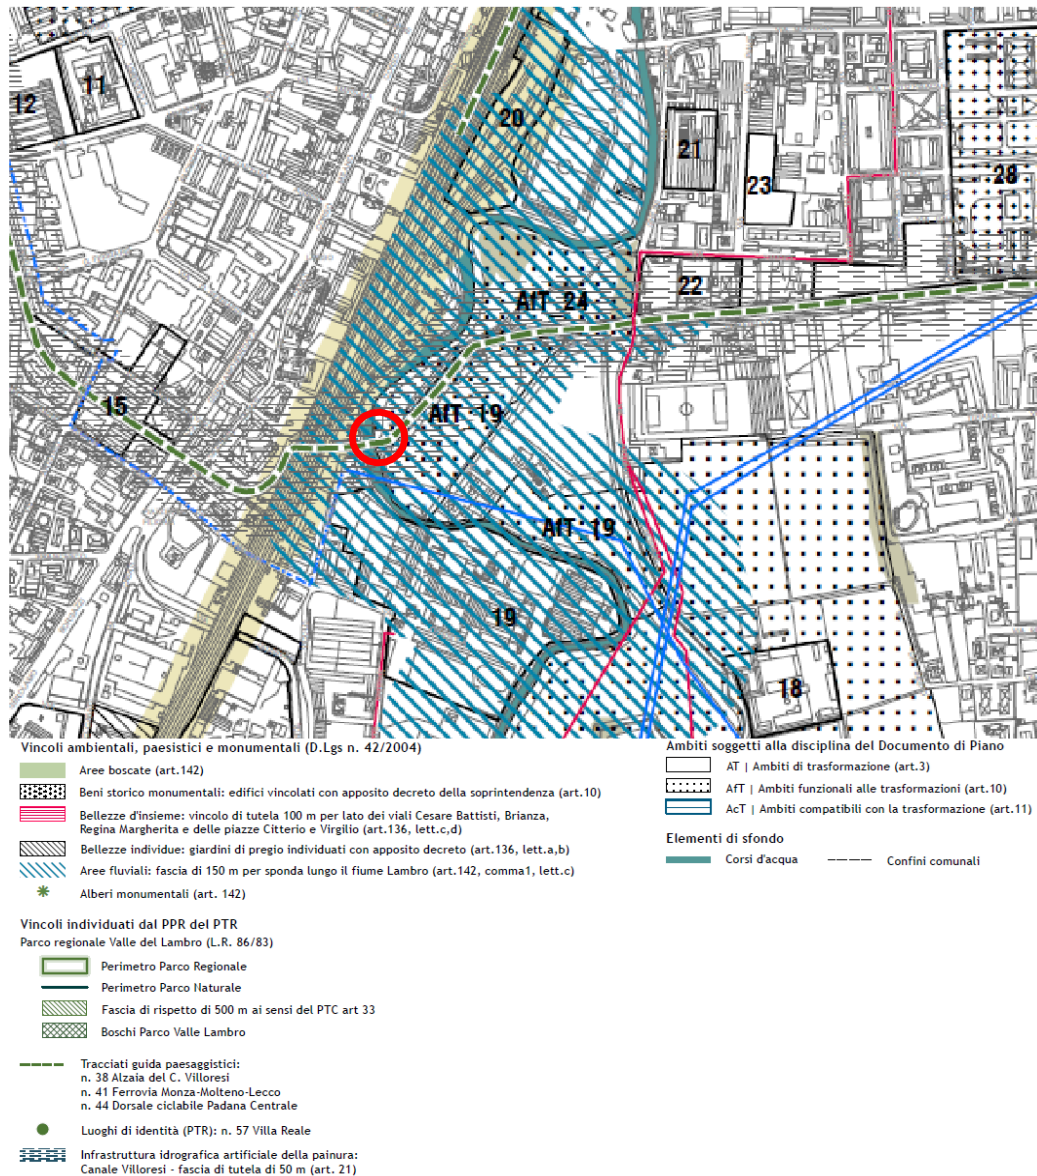 11
12
20
21
23
28
AfT 24
22
15
AfT 19
AfT 19
19
18
Vincoli ambientali, paesistici e monumentali (D.Lgs n. 42/2004)
Aree boscate (art.142)
Beni storico monumentali: edifici vincolati con apposito decreto della soprintendenza (art.10)
Bellezze d'insieme: vincolo di tutela 100 m per lato dei viali Cesare Battisti, Brianza,
Regina Margherita e delle piazze Citterio e Virgilio (art.136, lett.c,d)
Bellezze individue: giardini di pregio individuati con apposito decreto (art.136, lett.a,b)
Aree fluviali: fascia di 150 m per sponda lungo il fiume Lambro (art.142, comma1, lett.c)
Alberi monumentali (art. 142)
Vincoli individuati dal PPR del PTR
Parco regionale Valle del Lambro (L.R. 86/83)
Perimetro Parco Regionale
Perimetro Parco Naturale
Fascia di rispetto di 500 m ai sensi del PTC art 33
Boschi Parco Valle Lambro
Tracciati guida paesaggistici:
n. 38 Alzaia del C. Villoresi
n. 41 Ferrovia Monza-Molteno-Lecco
n. 44 Dorsale ciclabile Padana Centrale
Luoghi di identità (PTR): n. 57 Villa Reale
Infrastruttura idrografica artificiale della painura:
Canale Villoresi - fascia di tutela di 50 m (art. 21)
Ambiti soggetti alla disciplina del Documento di Piano
AT | Ambiti di trasformazione (art.3)
AfT | Ambiti funzionali alle trasformazioni (art.10)
AcT | Ambiti compatibili con la trasformazione (art.11)
Elementi di sfondo
Corsi d'acqua
Confini comunali